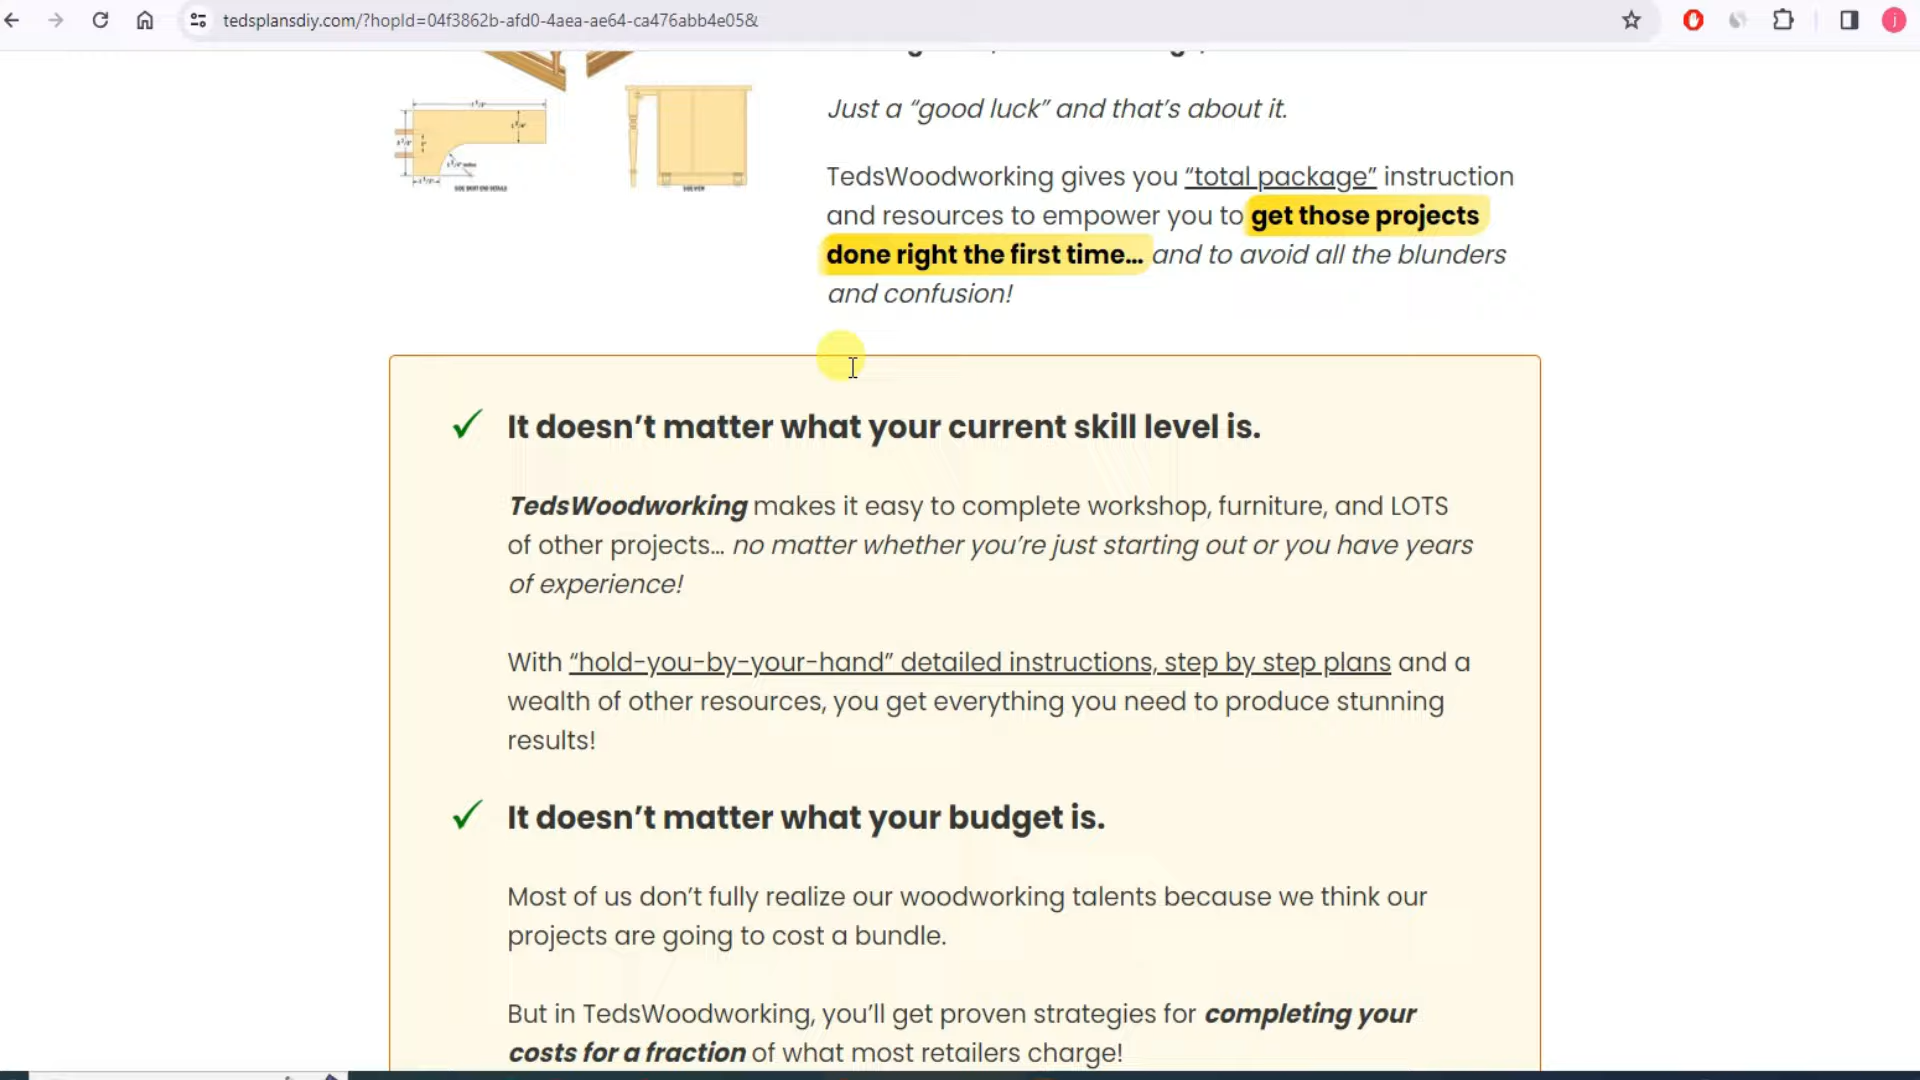 tedsplansdiy.com/?hopId=04f3862b-afd0-4aea-ae64-ca476abb4e05&
j
Just a “good luck” and that’s about it.
TedsWoodworking gives you “total package” instruction
and resources to empower you to get those projects
done right the first time... and to avoid all the blunders
and confusion!
SIDE VIEW
✓ It doesn’t matter what your current skill level is.
TedsWoodworking makes it easy to complete workshop, furniture, and LOTS
of other projects... no matter whether you’re just starting out or you have years
of experience!
With “hold-you-by-your-hand” detailed instructions, step by step plans and a
wealth of other resources, you get everything you need to produce stunning
results!
✓ It doesn’t matter what your budget is.
Most of us don’t fully realize our woodworking talents because we think our
projects are going to cost a bundle.
But in TedsWoodworking, you’ll get proven strategies for completing your
costs for a fraction of what most retailers charge!